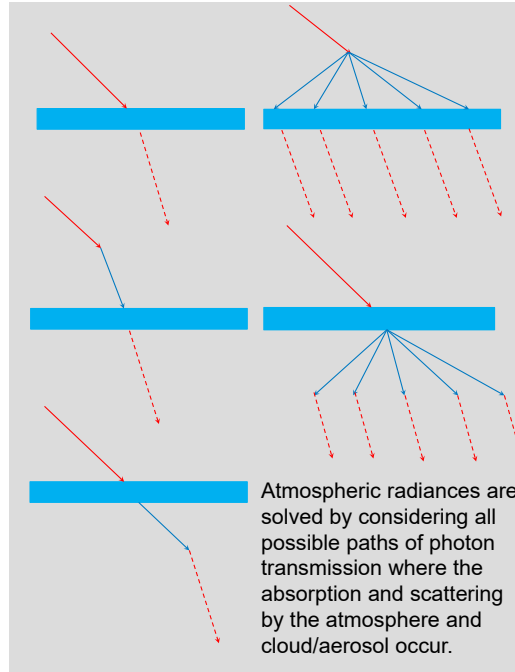 Atmospheric radiances are
solved by considering all
possible paths of photon
transmission where the
absorption and scattering
by the atmosphere and
cloud/aerosol occur.